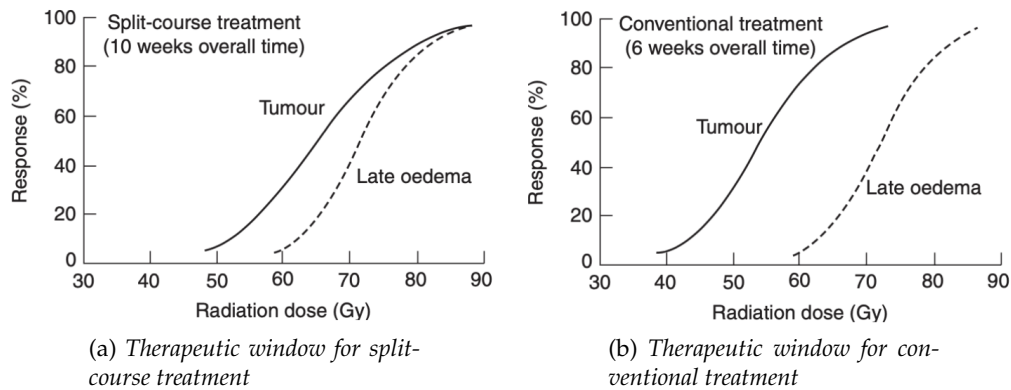 100
Split-course treatment
(10 weeks overall time)
80
Response (%)
60
Tumour
40
Late oedema
20
0
30 40 50 60 70 80 90
Radiation dose (Gy)
(a) Therapeutic window for split-
course treatment
100
Conventional treatment
(6 weeks overall time)
80
Response (%)
60
Tumour
40
Late oedema
20
0
30 40 50 60 70 80 90
Radiation dose (Gy)
(b) Therapeutic window for con-
ventional treatment